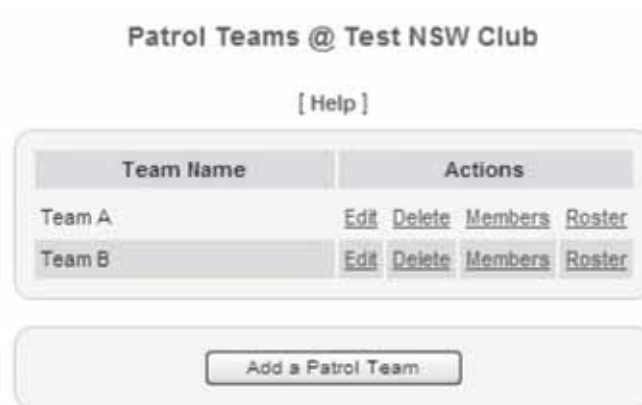 Patrol Teams @ Test NSW Club
[ Help ]
Team Name Actions
Team A Edit Delete Members Roster
Team B Edit Delete Members Roster
Add a Patrol Team